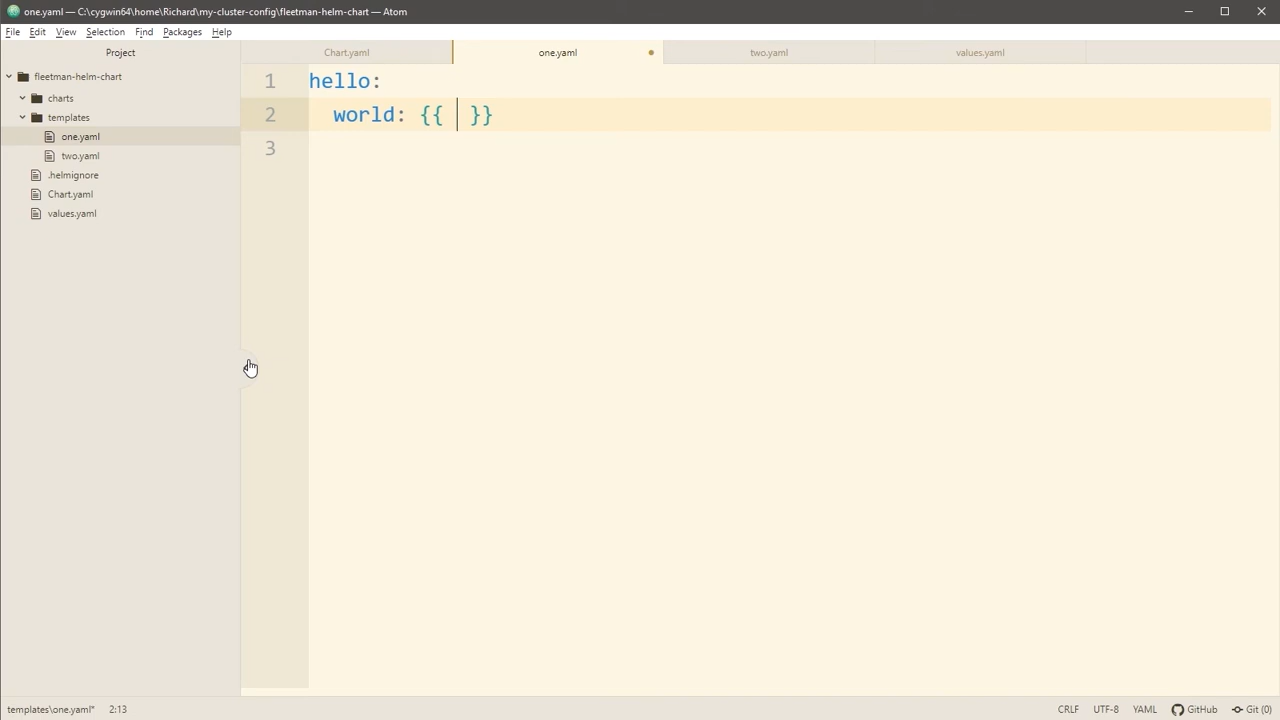 one.yaml — C:\cygwin64\home\Richard\my-cluster-config\fleetman-helm-chart — Atom
File Edit View Selection Find Packages Help
Project
Chart.yaml one.yaml two.yaml values.yaml
fleetman-helm-chart
charts
templates
one.yaml
two.yaml
.helmignore
Chart.yaml
values.yaml
1 hello:
2 world: {{ }}
3
templates\one.yaml* 2:13 CRLF UTF-8 YAML GitHub Git (0)